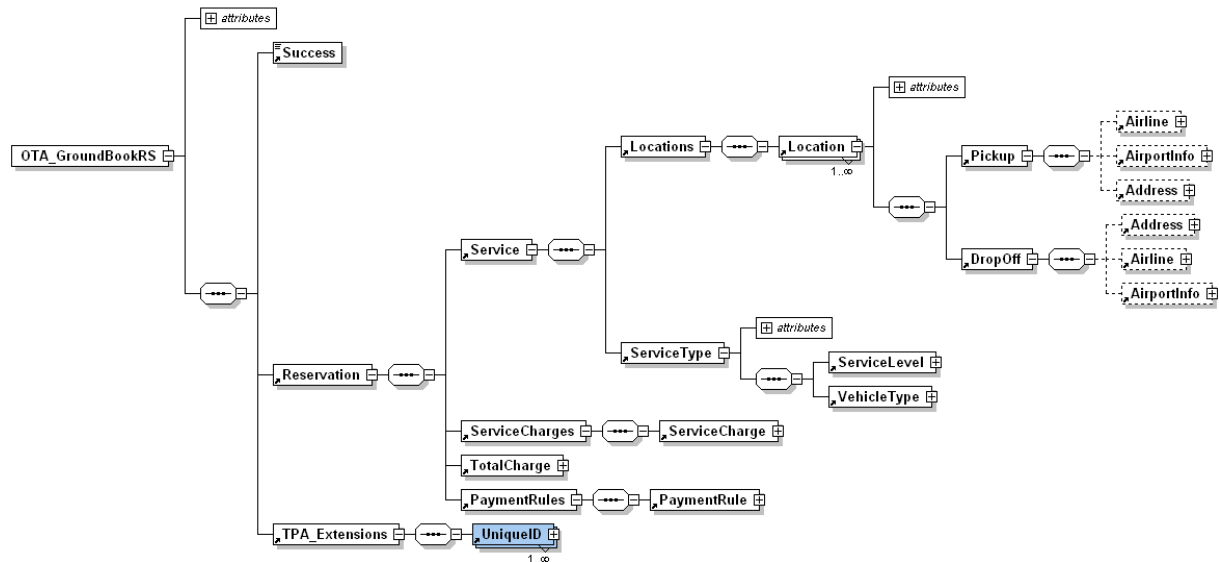 attributes
Success
attributes
Airline
OTA_GroundBookRS
Locations
Location
Pickup
AirportInfo
1..∞
Address
Address
Service
DropOff
Airline
AirportInfo
attributes
ServiceType
ServiceLevel
Reservation
VehicleType
ServiceCharges
ServiceCharge
TotalCharge
PaymentRules
PaymentRule
TPA_Extensions
UniqueID
1..∞